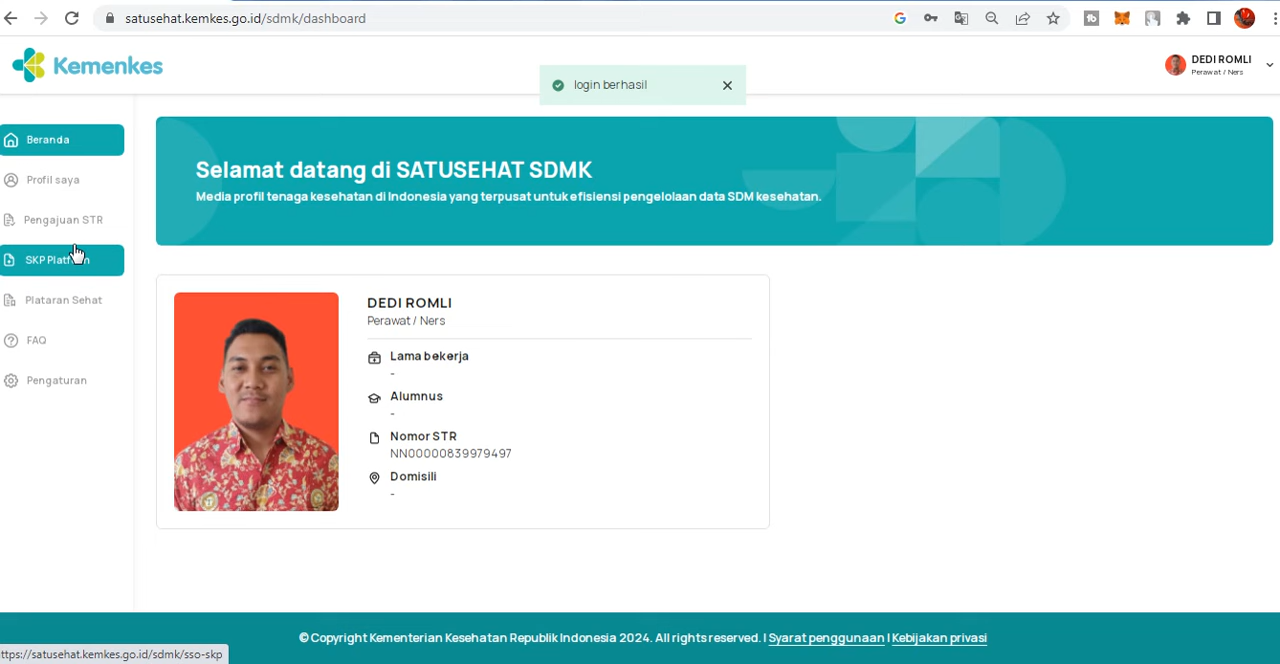 satusehat.kemkes.go.id/sdmk/dashboard
Kemenkes
login berhasil
DEDI ROMLI
Perawat / Ners
Beranda
Profil saya
Pengajuan STR
SKP Platform
Plataran Sehat
FAQ
Pengaturan
Selamat datang di SATUSEHAT SDMK
Media profil tenaga kesehatan di Indonesia yang terpusat untuk efisiensi pengelolaan data SDM kesehatan.
DEDI ROMLI
Perawat / Ners
Lama bekerja
-
Alumnus
-
Nomor STR
NN00000839979497
Domisili
-
© Copyright Kementerian Kesehatan Republik Indonesia 2024. All rights reserved. | Syarat penggunaan | Kebijakan privasi
ttps://satusehat.kemkes.go.id/sdmk/sso-skp